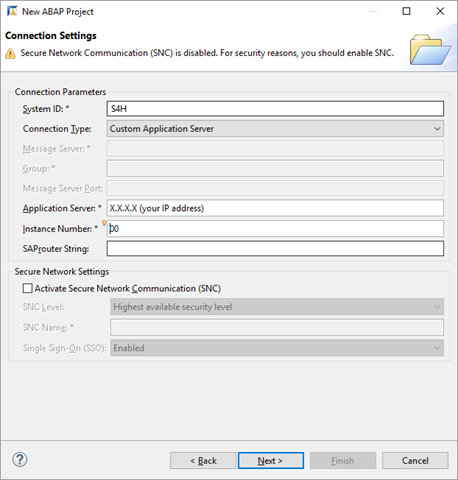 New ABAP Project
Connection Settings
Secure Network Communication (SNC) is disabled. For security reasons, you should enable SNC.
Connection Parameters
System ID: * S4H
Connection Type: Custom Application Server
Message Server: *
Group: *
Message Server Port:
Application Server: * X.X.X.X (your IP address)
Instance Number: * 00
SAProuter String:
Secure Network Settings
Activate Secure Network Communication (SNC)
SNC Level: Highest available security level
SNC Name: *
Single Sign-On (SSO): Enabled
? < Back Next > Finish Cancel